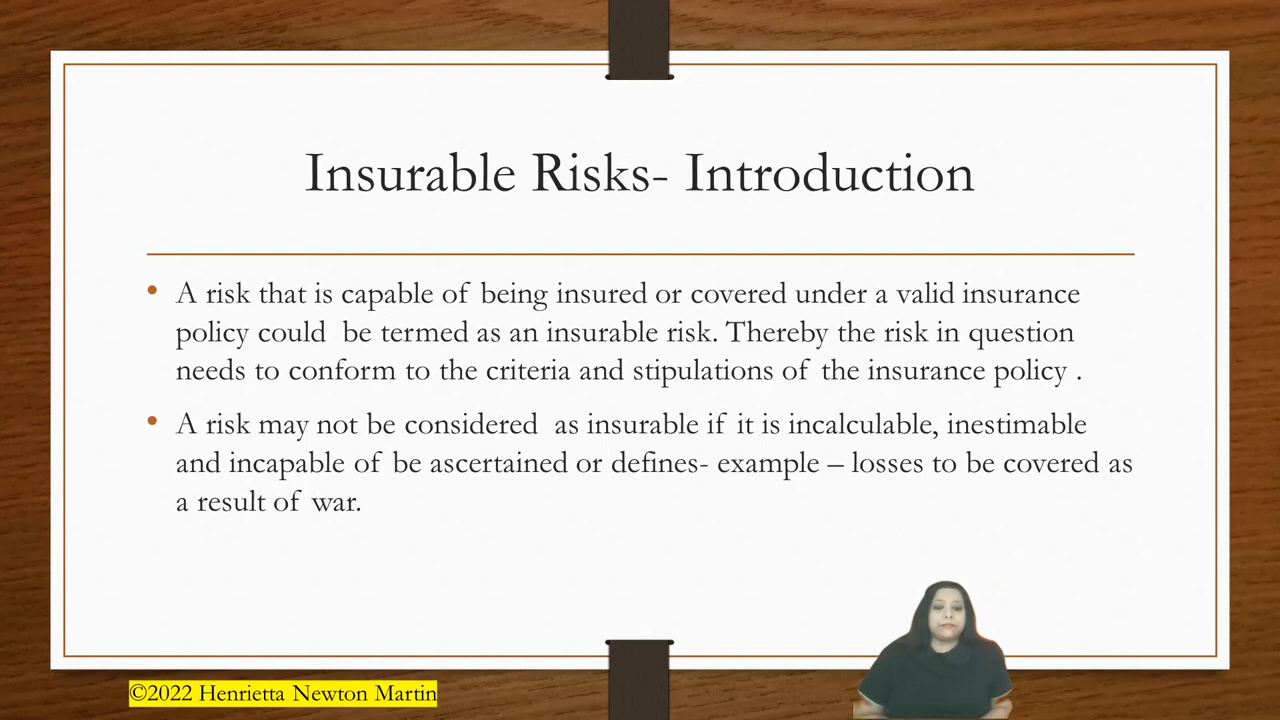 Insurable Risks- Introduction
• A risk that is capable of being insured or covered under a valid insurance
policy could be termed as an insurable risk. Thereby the risk in question
needs to conform to the criteria and stipulations of the insurance policy .
• A risk may not be considered as insurable if it is incalculable, inestimable
and incapable of be ascertained or defines- example – losses to be covered as
a result of war.
©2022 Henrietta Newton Martin